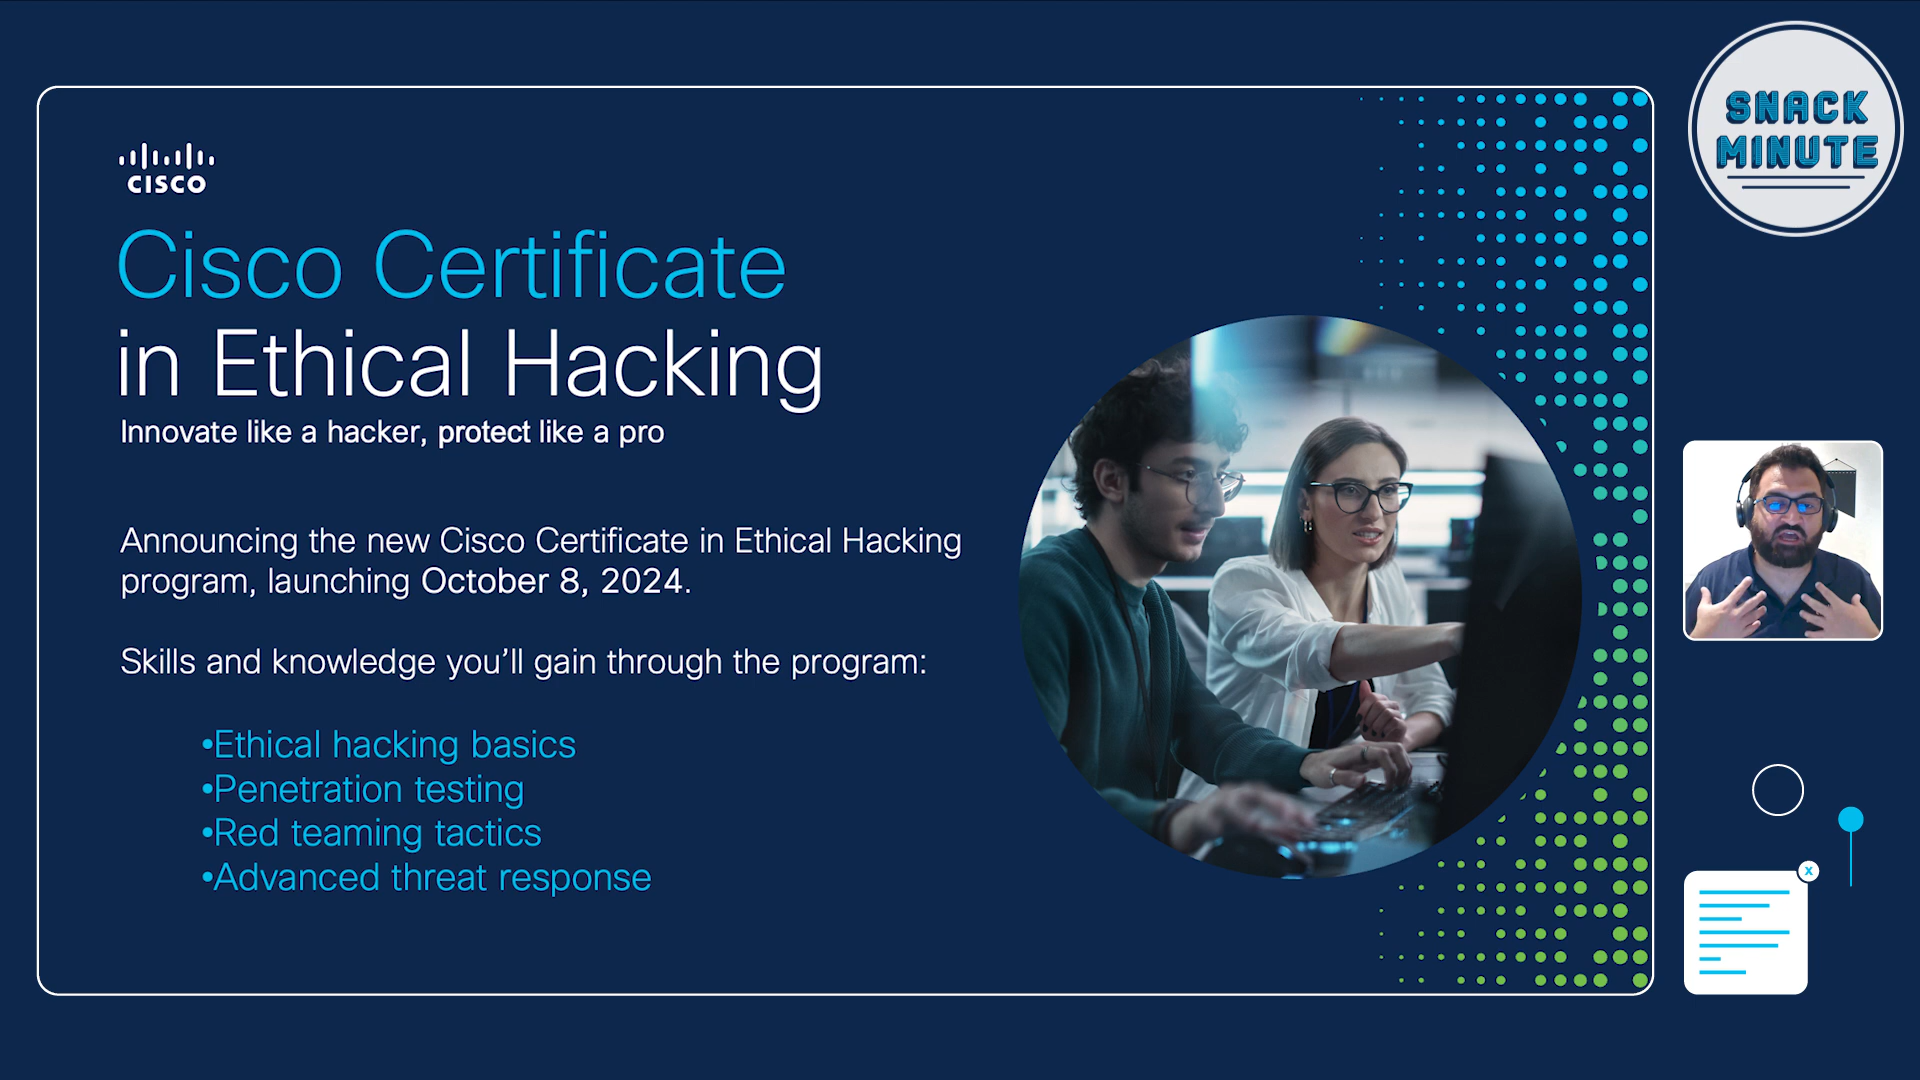 CISCO
Cisco Certificate
in Ethical Hacking
Innovate like a hacker, protect like a pro
Announcing the new Cisco Certificate in Ethical Hacking
program, launching October 8, 2024.
Skills and knowledge you’ll gain through the program:
•Ethical hacking basics
•Penetration testing
•Red teaming tactics
•Advanced threat response
SNACK
MINUTE
x